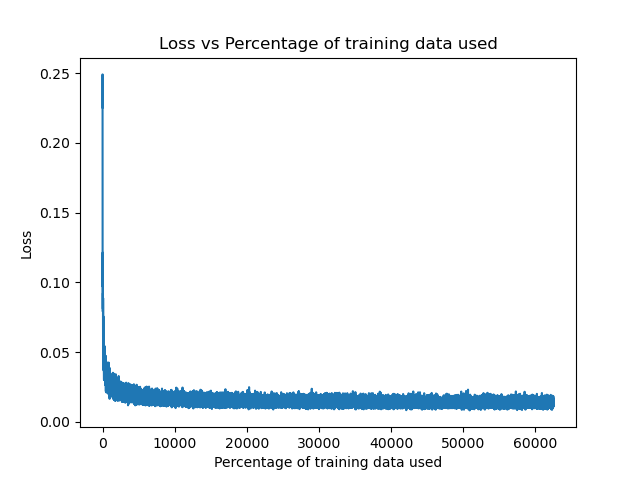 Loss vs Percentage of training data used
0.25
0.20
0.15
0.10
0.05
0.00
Loss
0 10000 20000 30000 40000 50000 60000
Percentage of training data used